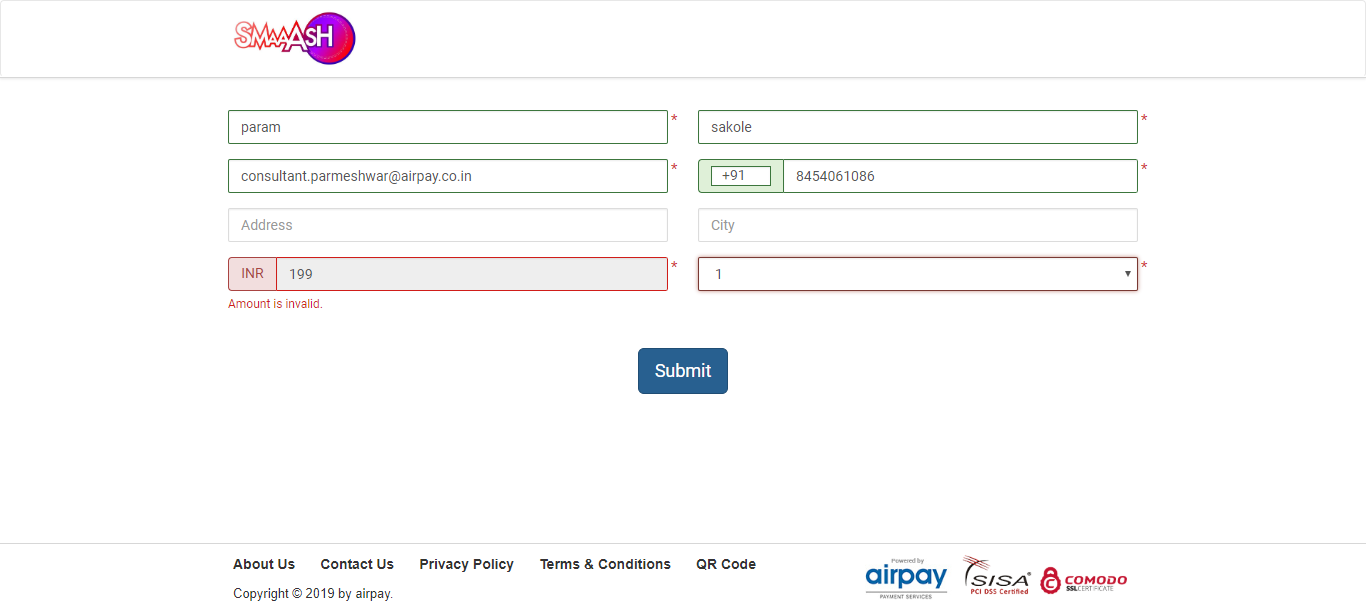 SMAAASH
param *
sakole *
consultant.parmeshwar@airpay.co.in *
+91 8454061086 *
Address
City
INR 199 *
1 *
Amount is invalid.
Submit
About Us Contact Us Privacy Policy Terms & Conditions QR Code
Copyright © 2019 by airpay.
Powered by
airpay
PAYMENT SERVICES
SISA
PCI DSS Certified
COMODO
SSL CERTIFICATE